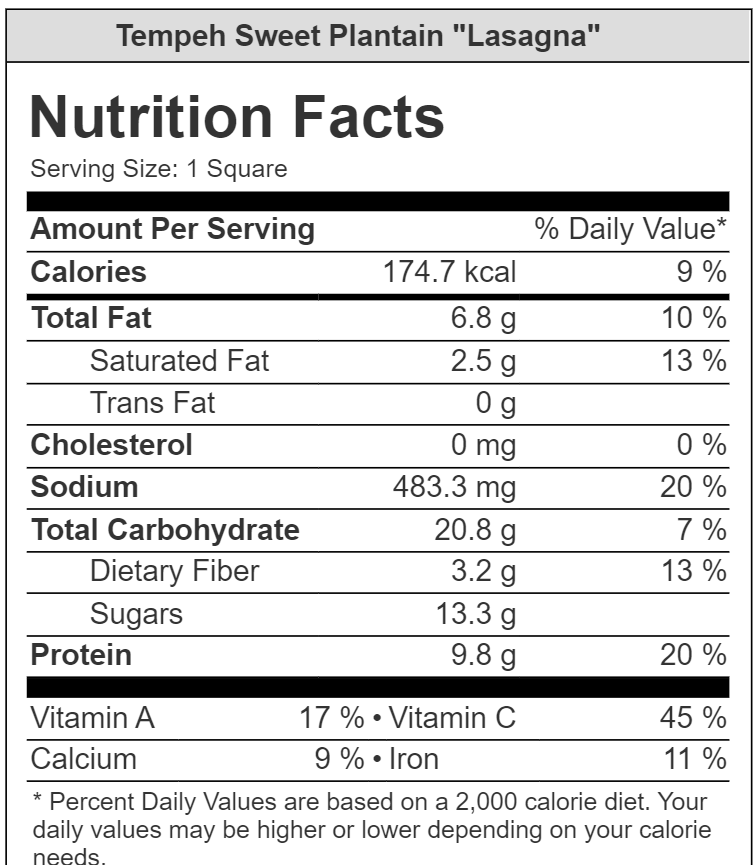 Tempeh Sweet Plantain "Lasagna"
Nutrition Facts
Serving Size: 1 Square
Amount Per Serving % Daily Value*
Calories 174.7 kcal 9 %
Total Fat 6.8 g 10 %
Saturated Fat 2.5 g 13 %
Trans Fat 0 g
Cholesterol 0 mg 0 %
Sodium 483.3 mg 20 %
Total Carbohydrate 20.8 g 7 %
Dietary Fiber 3.2 g 13 %
Sugars 13.3 g
Protein 9.8 g 20 %
Vitamin A 17 % • Vitamin C 45 %
Calcium 9 % • Iron 11 %
* Percent Daily Values are based on a 2,000 calorie diet. Your
daily values may be higher or lower depending on your calorie
needs.